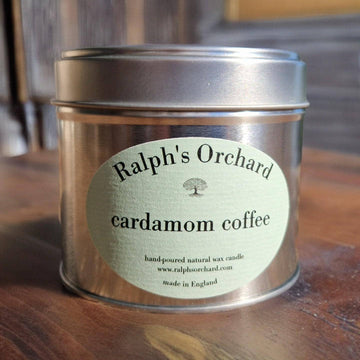 Ralph's Orchard
cardamom coffee
hand-poured natural wax candle
www.ralphsorchard.com
made in England